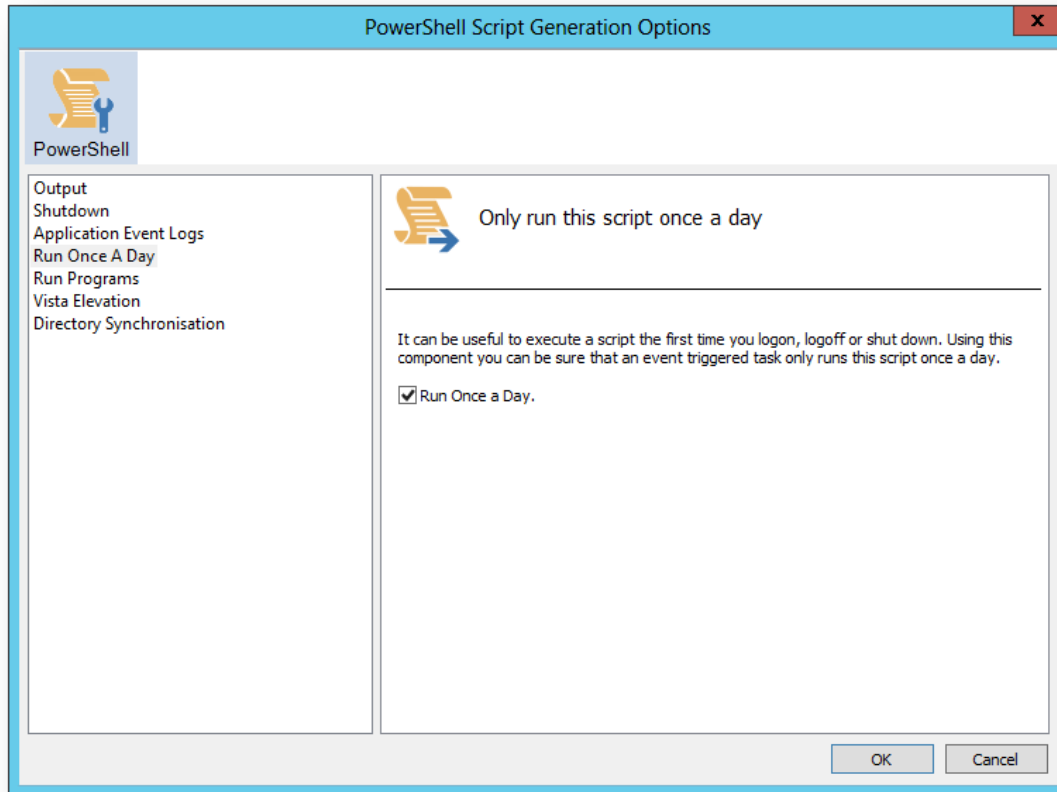 PowerShell Script Generation Options
x
PowerShell
Output
Shutdown
Application Event Logs
Run Once A Day
Run Programs
Vista Elevation
Directory Synchronisation
Only run this script once a day
It can be useful to execute a script the first time you logon, logoff or shut down. Using this
component you can be sure that an event triggered task only runs this script once a day.
Run Once a Day.
OK Cancel